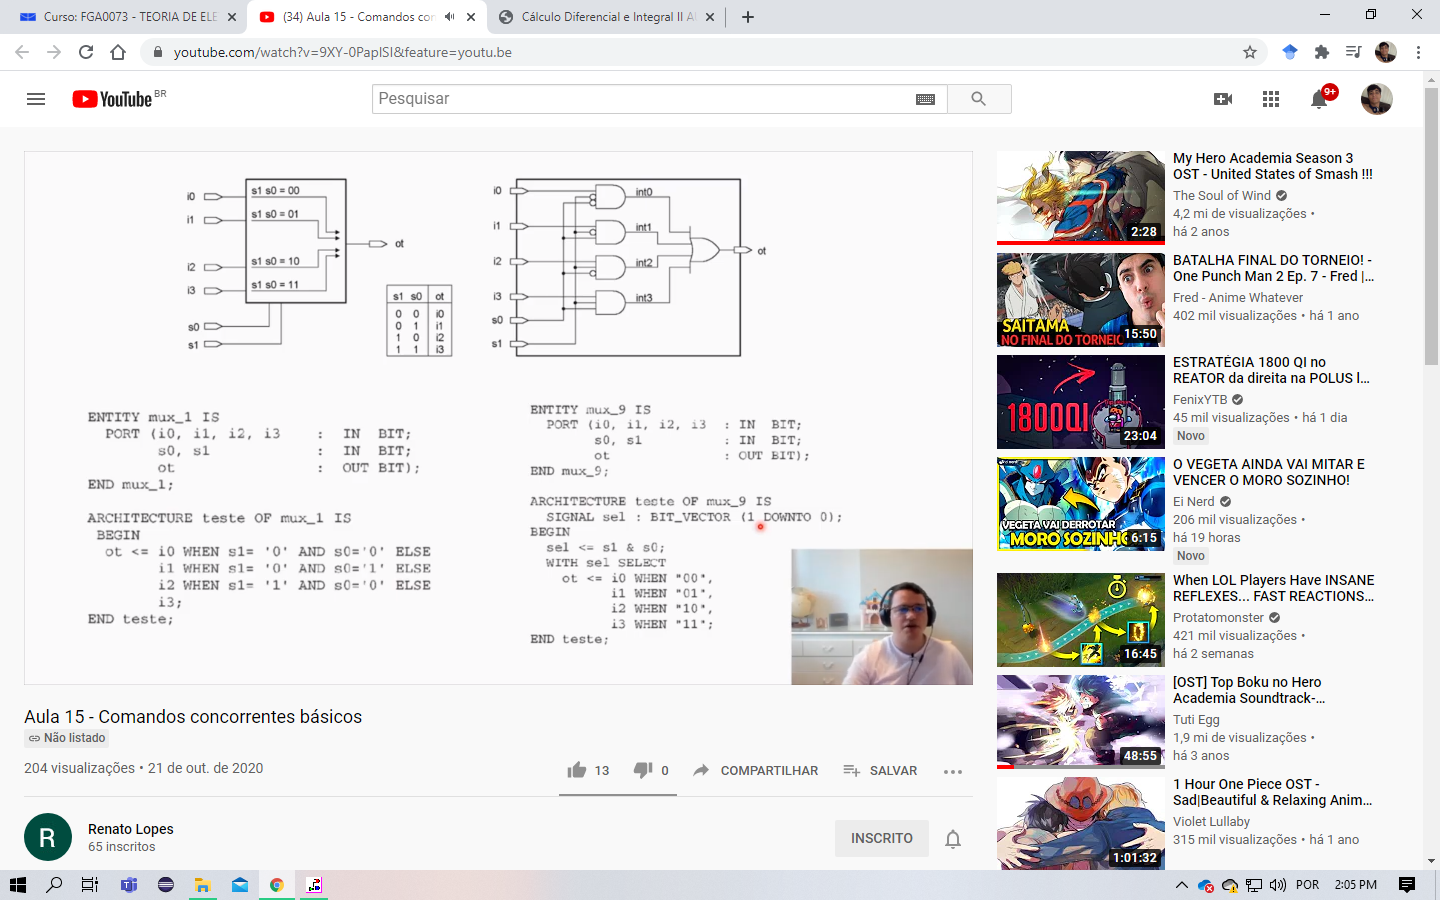 Curso: FGA0073 - TEORIA DE ELE
(34) Aula 15 - Comandos con
Cálculo Diferencial e Integral II A
youtube.com/watch?v=9XY-0PapISI&feature=youtu.be
YouTube BR
Pesquisar
9+
i0
i1
i2
i3
s0
s1
s1 s0 = 00
s1 s0 = 01
s1 s0 = 10
s1 s0 = 11
ot
s1 s0 ot
0 0 i0
0 1 i1
1 0 i2
1 1 i3
i0
i1
i2
i3
s0
s1
int0
int1
int2
int3
ot
ENTITY mux_1 IS
PORT (i0, i1, i2, i3 : IN BIT;
s0, s1 : IN BIT;
ot : OUT BIT);
END mux_1;
ARCHITECTURE teste OF mux_1 IS
BEGIN
ot <= i0 WHEN s1= '0' AND s0='0' ELSE
i1 WHEN s1= '0' AND s0='1' ELSE
i2 WHEN s1= '1' AND s0='0' ELSE
i3;
END teste;
ENTITY mux_9 IS
PORT (i0, i1, i2, i3 : IN BIT;
s0, s1 : IN BIT;
ot : OUT BIT);
END mux_9;
ARCHITECTURE teste OF mux_9 IS
SIGNAL sel : BIT_VECTOR (1 DOWNTO 0);
BEGIN
sel <= s1 & s0;
WITH sel SELECT
ot <= i0 WHEN "00",
i1 WHEN "01",
i2 WHEN "10",
i3 WHEN "11";
END teste;
Aula 15 - Comandos concorrentes básicos
Não listado
204 visualizações • 21 de out. de 2020
13
0
COMPARTILHAR
SALVAR
R
Renato Lopes
65 inscritos
INSCRITO
2:28
My Hero Academia Season 3
OST - United States of Smash !!!
The Soul of Wind
4,2 mi de visualizações •
há 2 anos
SAITAMA
NO FINAL DO TORNEIO
15:50
BATALHA FINAL DO TORNEIO! -
One Punch Man 2 Ep. 7 - Fred |...
Fred - Anime Whatever
402 mil visualizações • há 1 ano
1800QI
23:04
ESTRATÉGIA 1800 QI no
REATOR da direita na POLUS l...
FenixYTB
45 mil visualizações • há 1 dia
Novo
VEGETA VAI DERROTAR
MORO SOZINHO
6:15
O VEGETA AINDA VAI MITAR E
VENCER O MORO SOZINHO!
Ei Nerd
206 mil visualizações •
há 19 horas
Novo
16:45
When LOL Players Have INSANE
REFLEXES... FAST REACTIONS...
Protatomonster
421 mil visualizações •
há 2 semanas
48:55
[OST] Top Boku no Hero
Academia Soundtrack-...
Tuti Egg
1,9 mi de visualizações •
há 3 anos
1:01:32
1 Hour One Piece OST -
Sad|Beautiful & Relaxing Anim...
Violet Lullaby
315 mil visualizações • há 1 ano
POR
2:05 PM